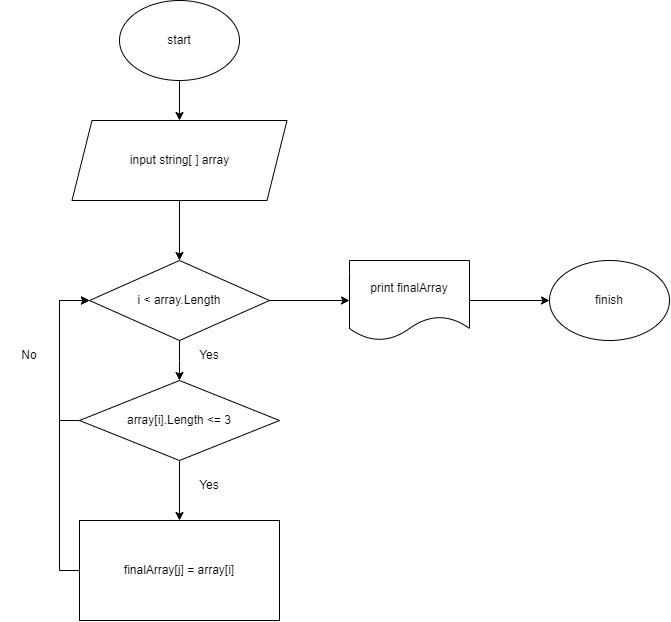 start
input string[ ] array
i < array.Length
print finalArray
finish
No
Yes
array[i].Length <= 3
Yes
finalArray[j] = array[i]